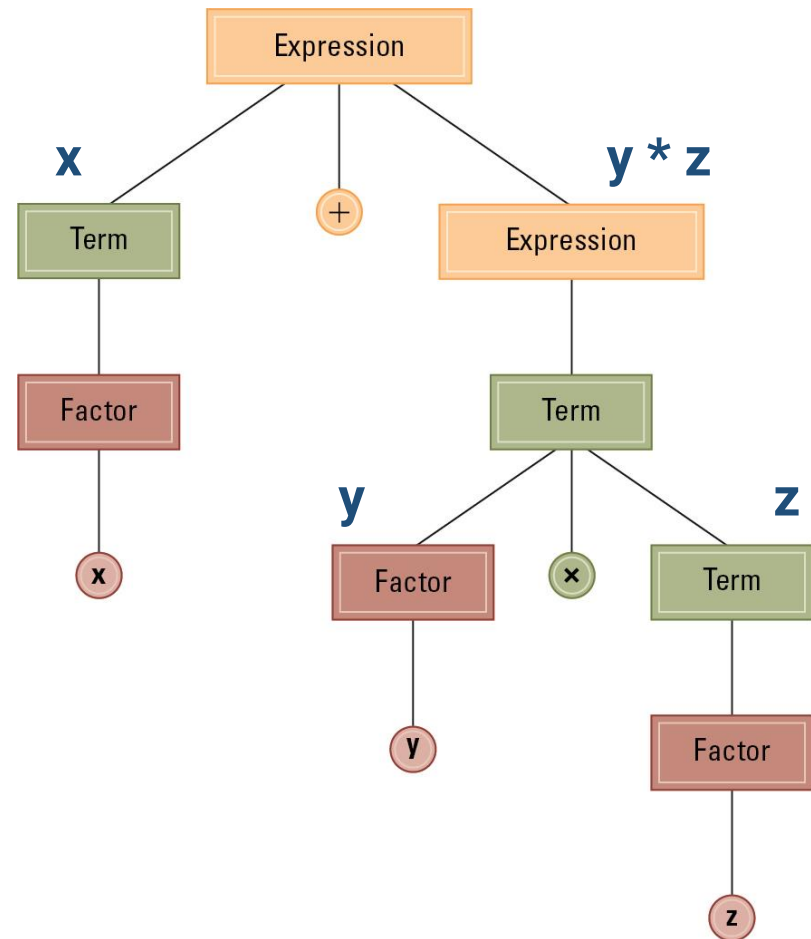 Expression
x
y * z
+
Term
Expression
Factor
Term
y
z
x
Factor
×
Term
y
Factor
z